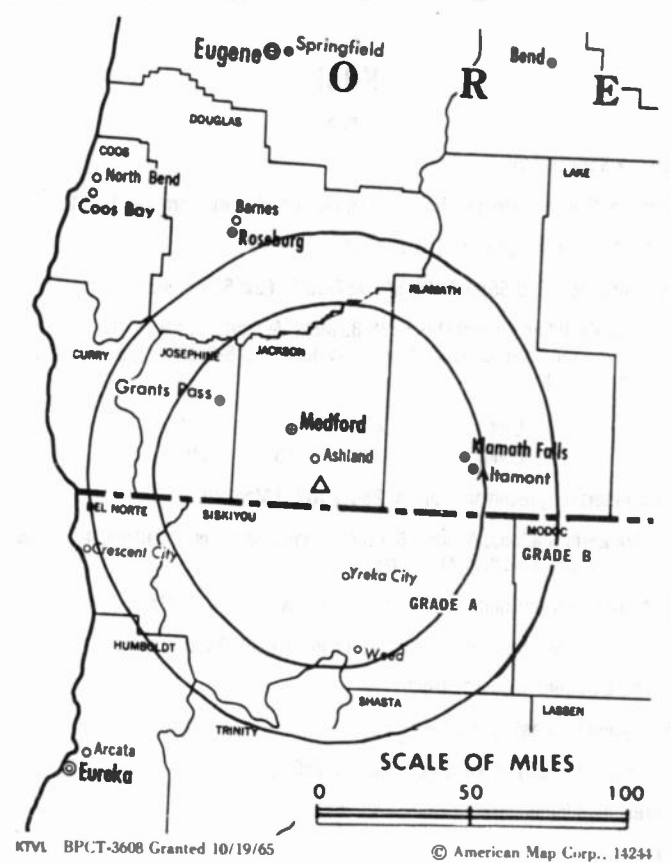 Eugene Springfield Bend
O R E
DOUGLAS
COOS
LAKE
North Bend
Coos Bay
Barnes
Roseburg
KLAMATH
CURRY JOSEPHINE JACKSON
Grants Pass
Medford
Ashland
Klamath Falls
Altamont
DEL NORTE SISKIYOU MODOC
GRADE B
Crescent City
Yreka City
GRADE A
HUMBOLDT
Weed
SHASTA
LASSEN
TRINITY
Arcata
Eureka
SCALE OF MILES
0 50 100
KTVL BPCT-3608 Granted 10/19/65 © American Map Corp., 14244